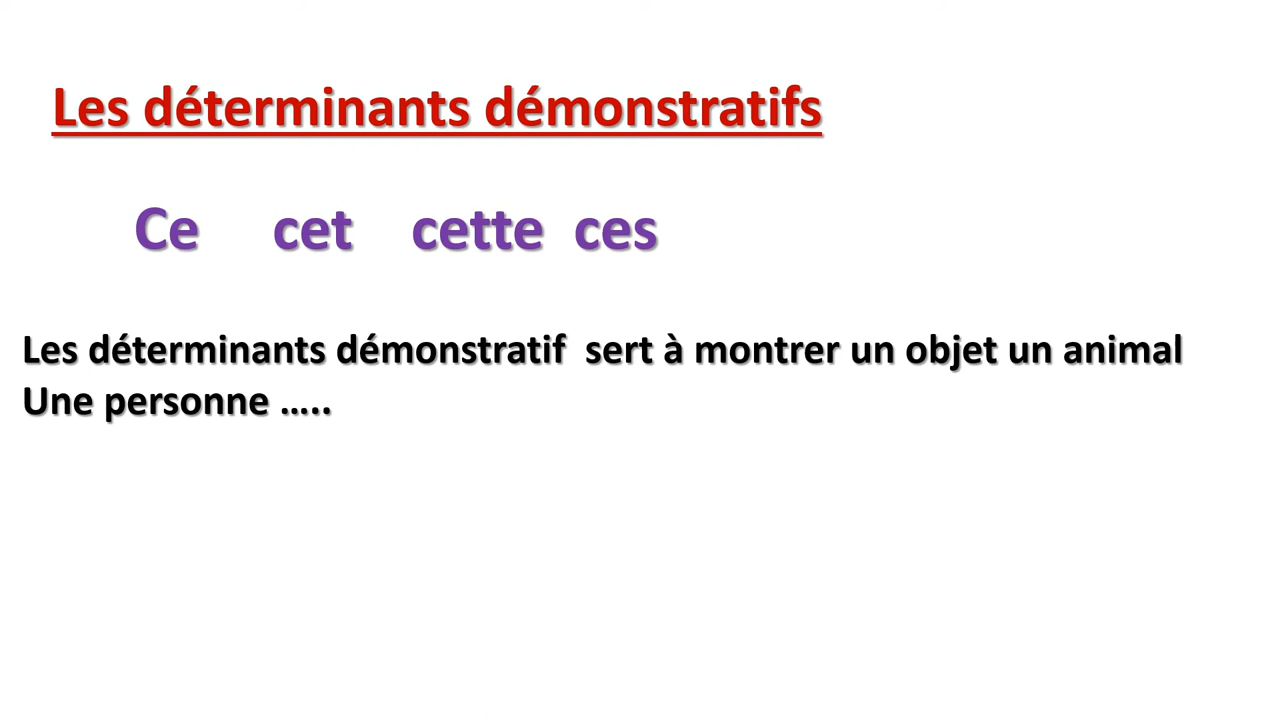 Les déterminants démonstratifs
Ce cet cette ces
Les déterminants démonstratif sert à montrer un objet un animal
Une personne …..